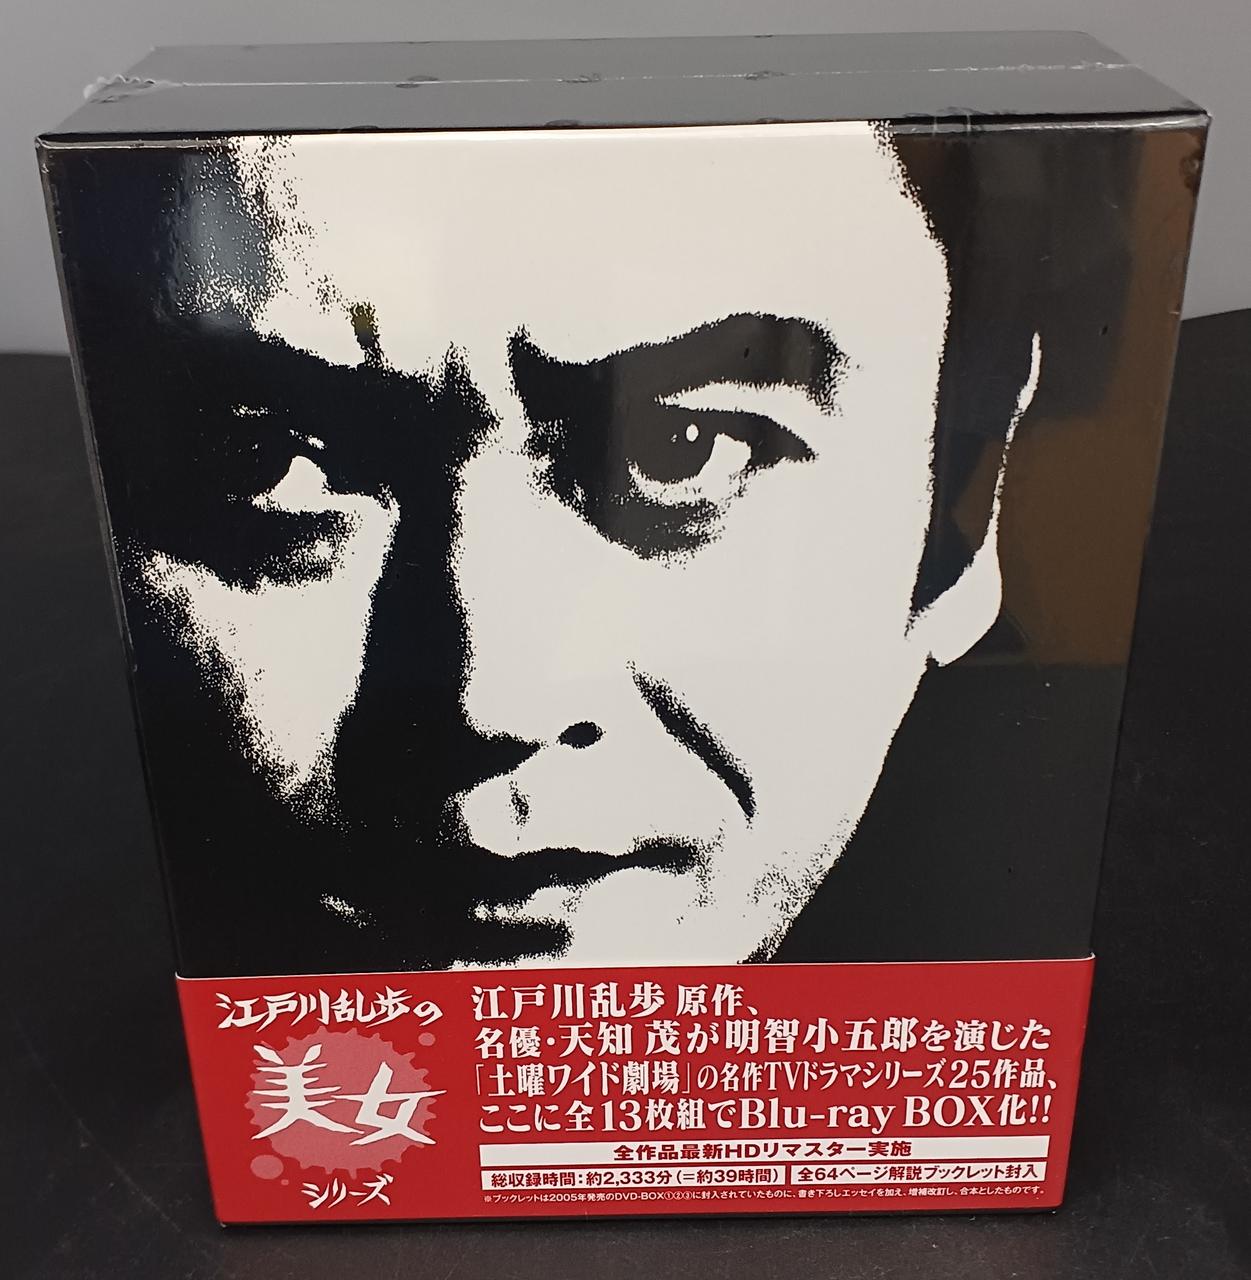 江戸川乱歩の
美女
シリーズ
江戸川乱歩 原作、
名優・天知 茂が明智小五郎を演じた
「土曜ワイド劇場」の名作TVドラマシリーズ25作品、
ここに全13枚組でBlu-ray BOX化!!
全作品最新HDリマスター実施
総収録時間：約2,333分(=約39時間)
全64ページ解説ブックレット封入
※ブックレットは2005年発売のDVD-BOX①②③に封入されていたものに、書き下ろしエッセイを加え、増補改訂し、合本としたものです。